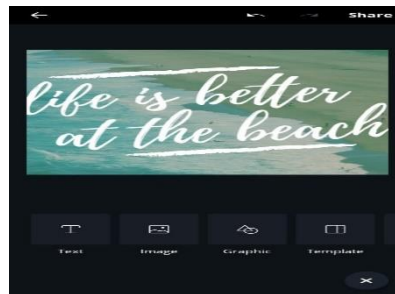 Share
life is better
at the beach
Text Image Graphic Template